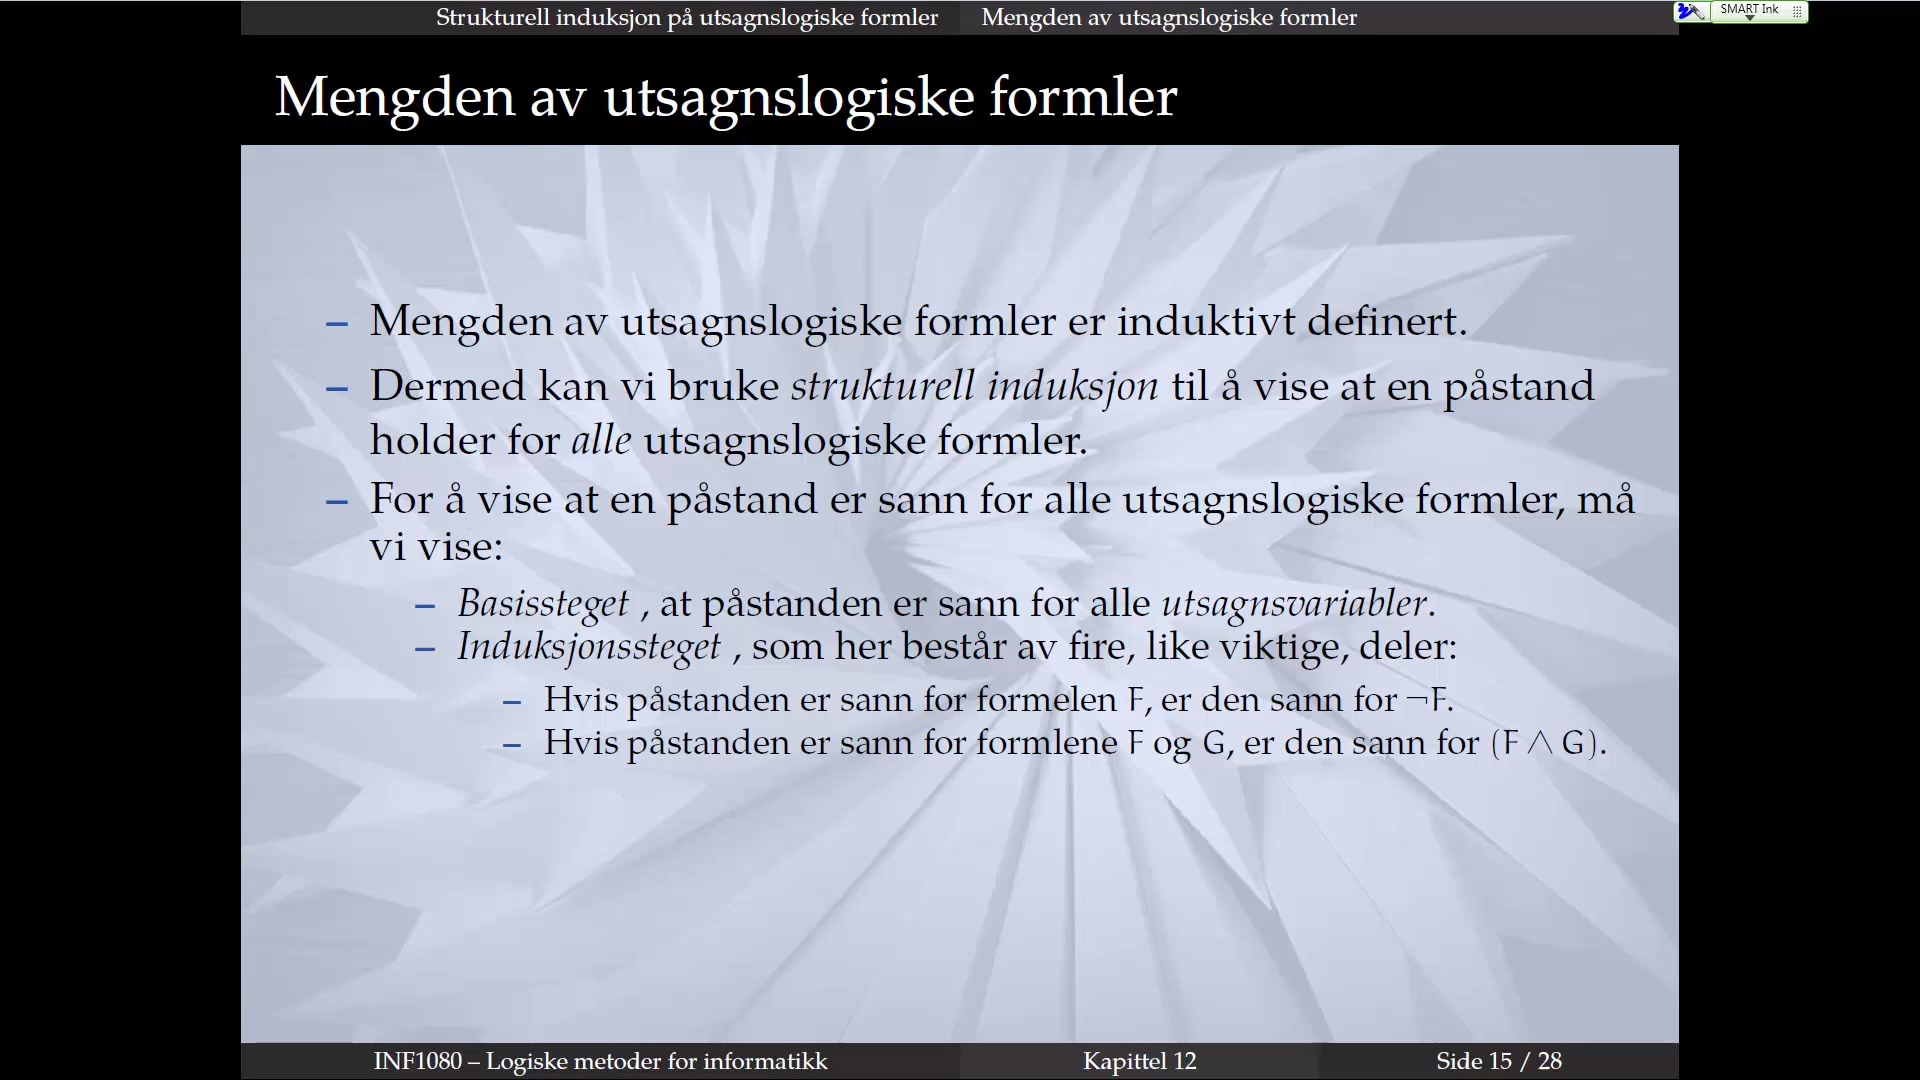 Strukturell induksjon på utsagnslogiske formler Mengden av utsagnslogiske formler
SMART Ink
Mengden av utsagnslogiske formler
– Mengden av utsagnslogiske formler er induktivt definert.
– Dermed kan vi bruke strukturell induksjon til å vise at en påstand
holder for alle utsagnslogiske formler.
– For å vise at en påstand er sann for alle utsagnslogiske formler, må
vi vise:
– Basissteget , at påstanden er sann for alle utsagnsvariabler.
– Induksjonssteget , som her består av fire, like viktige, deler:
– Hvis påstanden er sann for formelen F, er den sann for ¬F.
– Hvis påstanden er sann for formlene F og G, er den sann for (F ∧ G).
INF1080 – Logiske metoder for informatikk Kapittel 12 Side 15 / 28